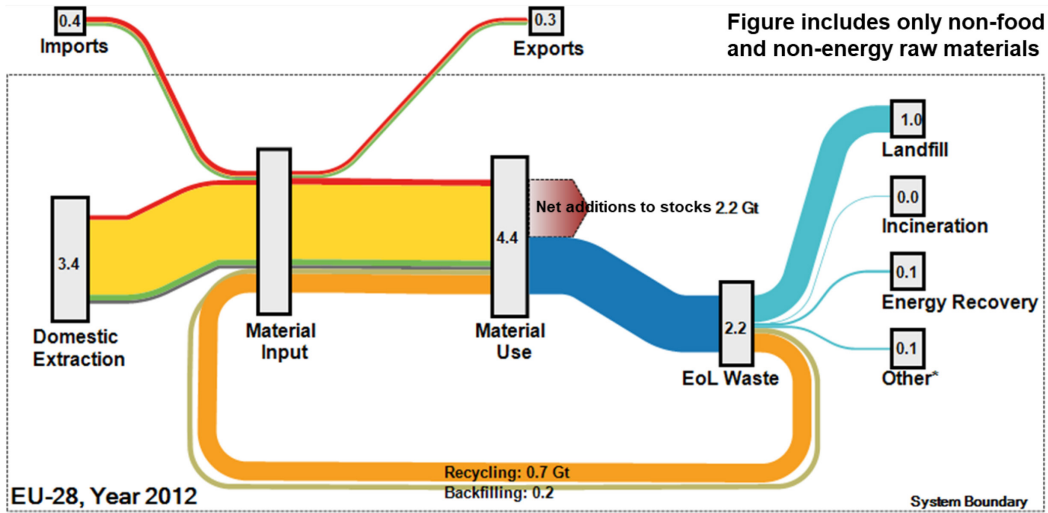 0.4
Imports
0.3
Exports
Figure includes only non-food
and non-energy raw materials
3.4
Domestic
Extraction
Material
Input
4.4
Material
Use
Net additions to stocks 2.2 Gt
2.2
EoL Waste
1.0
Landfill
0.0
Incineration
0.1
Energy Recovery
0.1
Other*
Recycling: 0.7 Gt
Backfilling: 0.2
EU-28, Year 2012
System Boundary